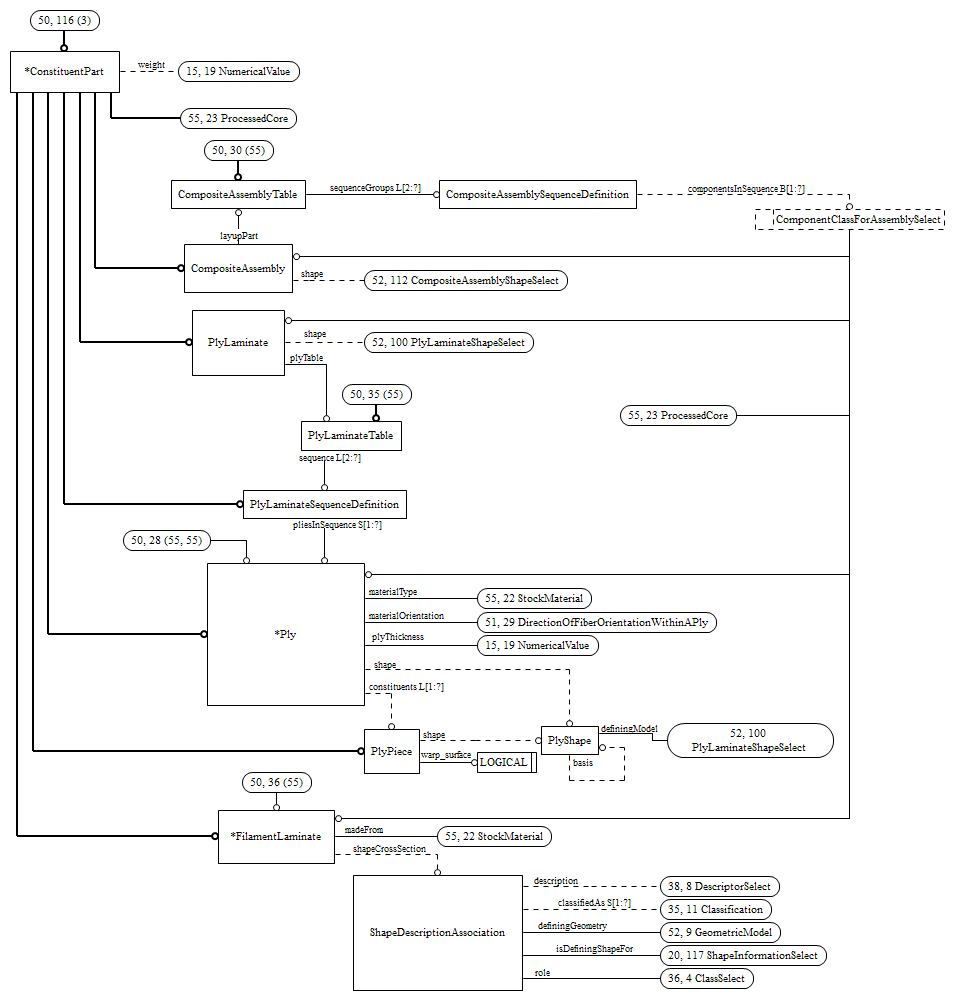 50, 116 (3)
*ConstituentPart
weight
15, 19 NumericalValue
55, 23 ProcessedCore
50, 30 (55)
CompositeAssemblyTable
sequenceGroups L[2:?]
CompositeAssemblySequenceDefinition
componentsInSequence B[1:?]
ComponentClassForAssemblySelect
layupPart
CompositeAssembly
shape
52, 112 CompositeAssemblyShapeSelect
PlyLaminate
shape
52, 100 PlyLaminateShapeSelect
plyTable
50, 35 (55)
55, 23 ProcessedCore
PlyLaminateTable
sequence L[2:?]
PlyLaminateSequenceDefinition
pliesInSequence S[1:?]
50, 28 (55, 55)
*Ply
materialType
55, 22 StockMaterial
materialOrientation
51, 29 DirectionOfFiberOrientationWithinAPly
plyThickness
15, 19 NumericalValue
shape
constituents L[1:?]
PlyPiece
shape
warp_surface
LOGICAL
PlyShape
definingModel
basis
52, 100
PlyLaminateShapeSelect
50, 36 (55)
*FilamentLaminate
madeFrom
55, 22 StockMaterial
shapeCrossSection
ShapeDescriptionAssociation
description
38, 8 DescriptorSelect
classifiedAs S[1:?]
35, 11 Classification
definingGeometry
52, 9 GeometricModel
isDefiningShapeFor
20, 117 ShapeInformationSelect
role
36, 4 ClassSelect